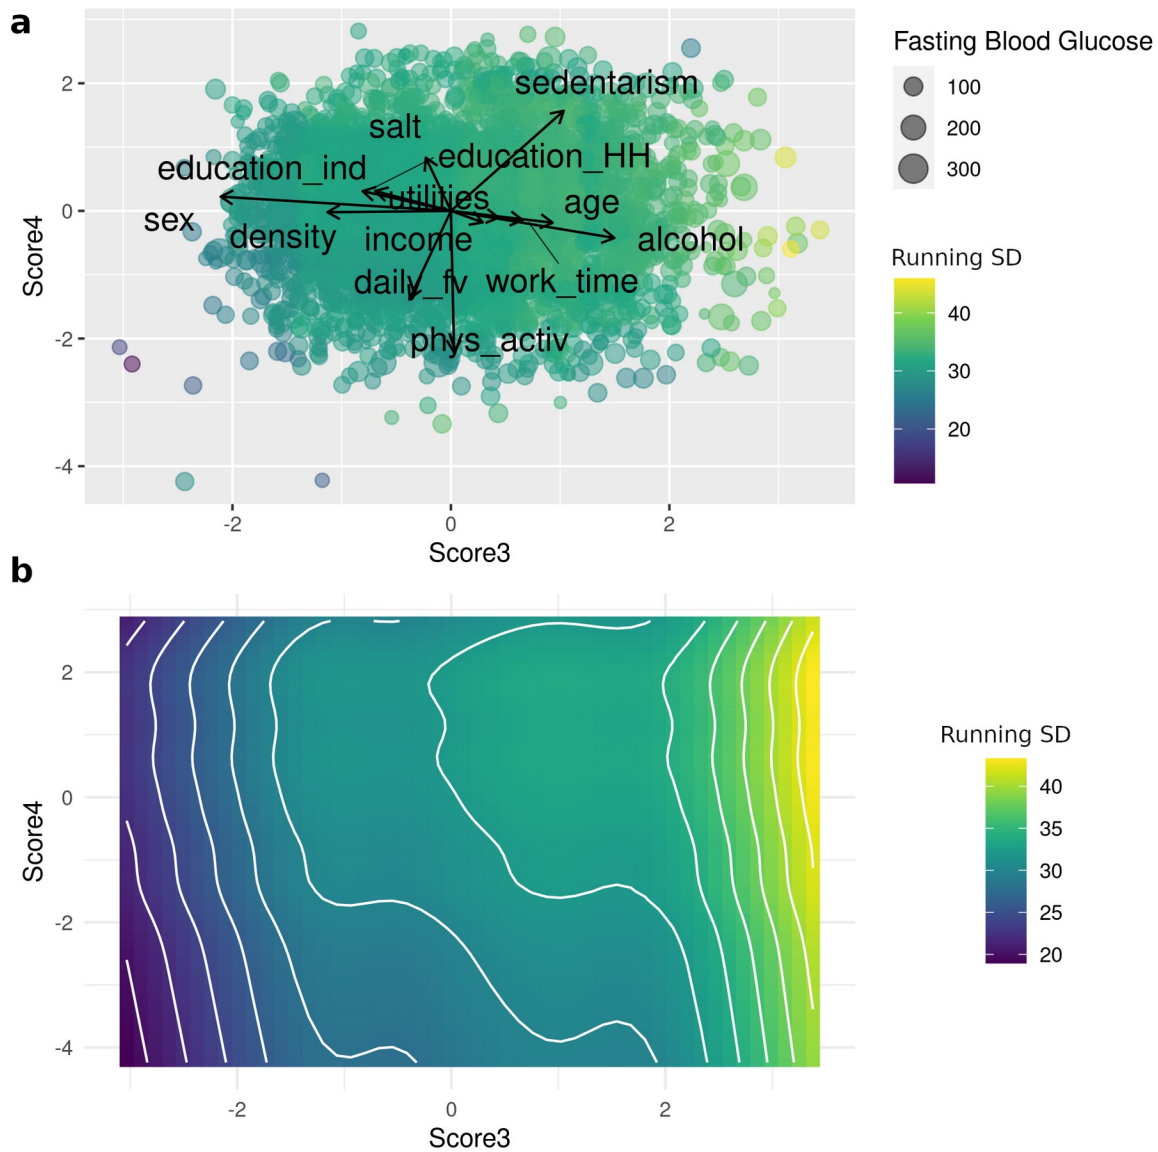 a
Fasting Blood Glucose
100
200
300
Running SD
40
30
20
sedentarism
salt
education_HH
education_ind
utilities
age
sex
density
income
alcohol
daily_fv
work_time
phys_activ
2
0
-2
-4
Score4
-2
0
2
Score3
b
2
0
-2
-4
Score4
-2
0
2
Score3
Running SD
40
35
30
25
20